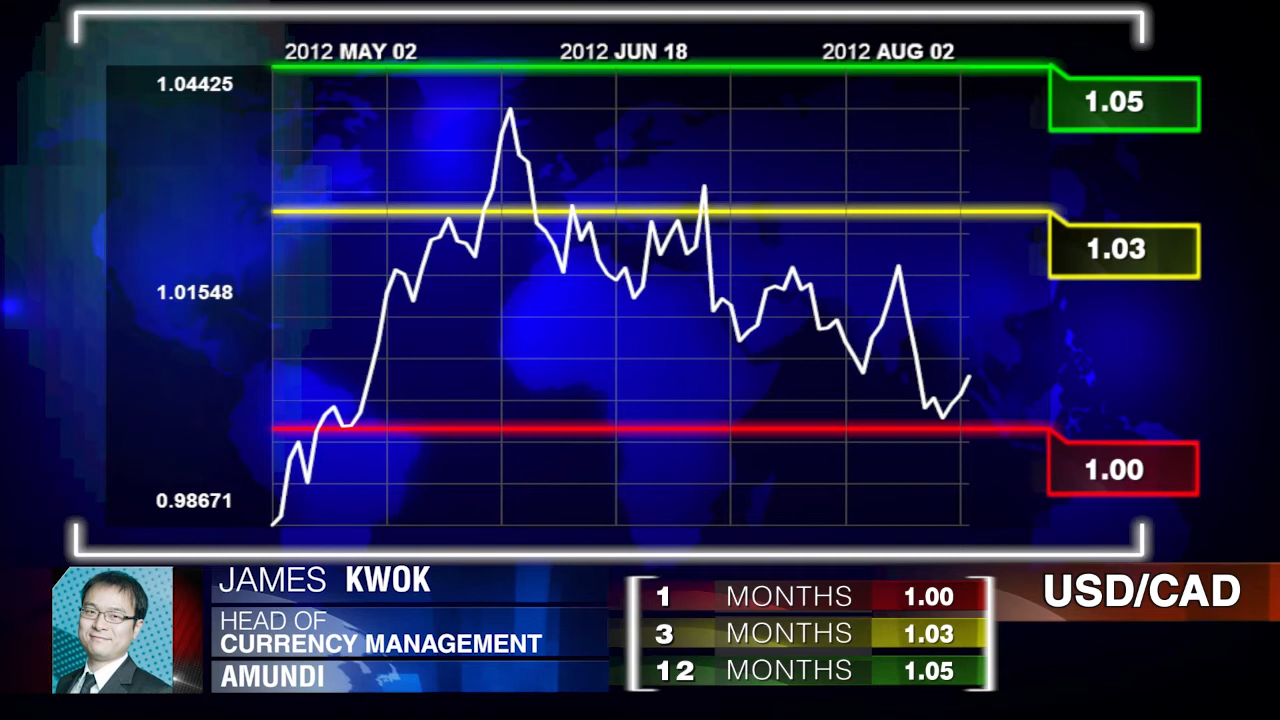 2012 MAY 02 2012 JUN 18 2012 AUG 02
1.04425
1.05
1.03
1.01548
1.00
0.98671
JAMES KWOK
HEAD OF
CURRENCY MANAGEMENT
AMUNDI
1 MONTHS 1.00
3 MONTHS 1.03
12 MONTHS 1.05
USD/CAD